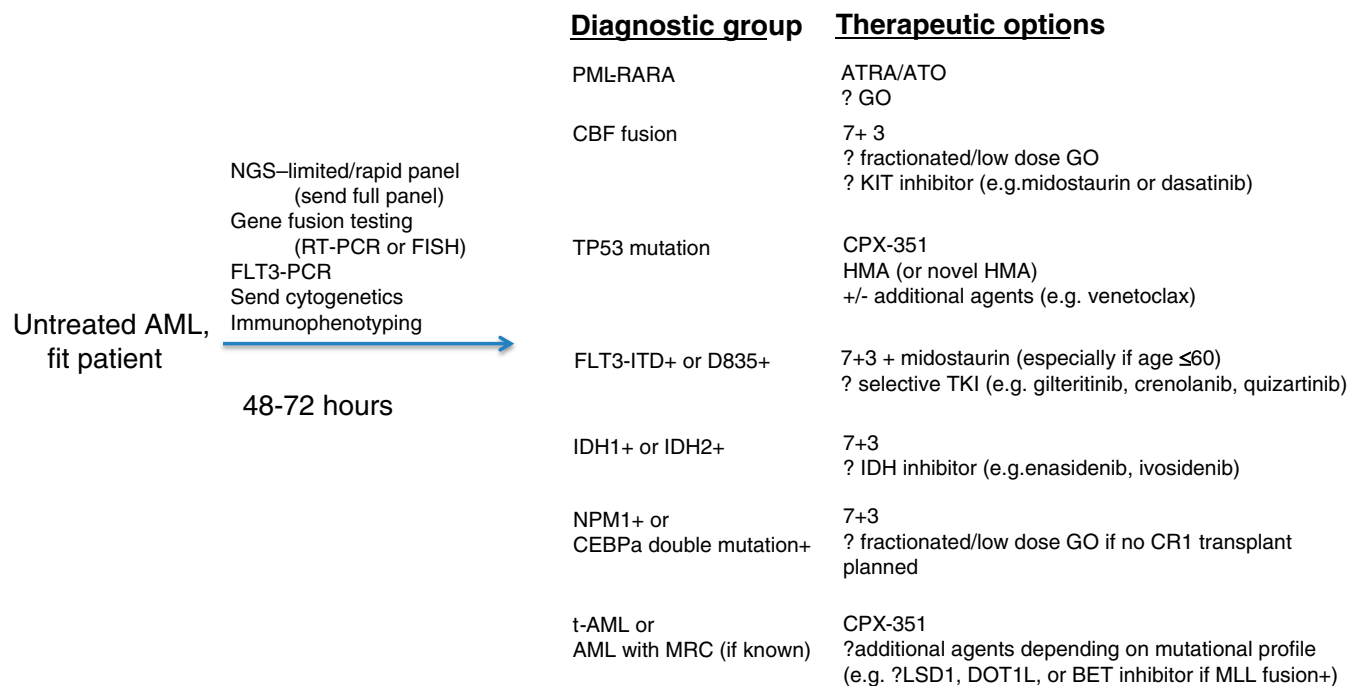 Diagnostic group
Therapeutic options
Untreated AML,
fit patient
NGS–limited/rapid panel
(send full panel)
Gene fusion testing
(RT-PCR or FISH)
FLT3-PCR
Send cytogenetics
Immunophenotyping
48-72 hours
PML-RARA
ATRA/ATO
? GO
CBF fusion
7+ 3
? fractionated/low dose GO
? KIT inhibitor (e.g.midostaurin or dasatinib)
TP53 mutation
CPX-351
HMA (or novel HMA)
+/- additional agents (e.g. venetoclax)
FLT3-ITD+ or D835+
7+3 + midostaurin (especially if age ≤60)
? selective TKI (e.g. gilteritinib, crenolanib, quizartinib)
IDH1+ or IDH2+
7+3
? IDH inhibitor (e.g.enasidenib, ivosidenib)
NPM1+ or
CEBPa double mutation+
7+3
? fractionated/low dose GO if no CR1 transplant
planned
t-AML or
AML with MRC (if known)
CPX-351
?additional agents depending on mutational profile
(e.g. ?LSD1, DOT1L, or BET inhibitor if MLL fusion+)